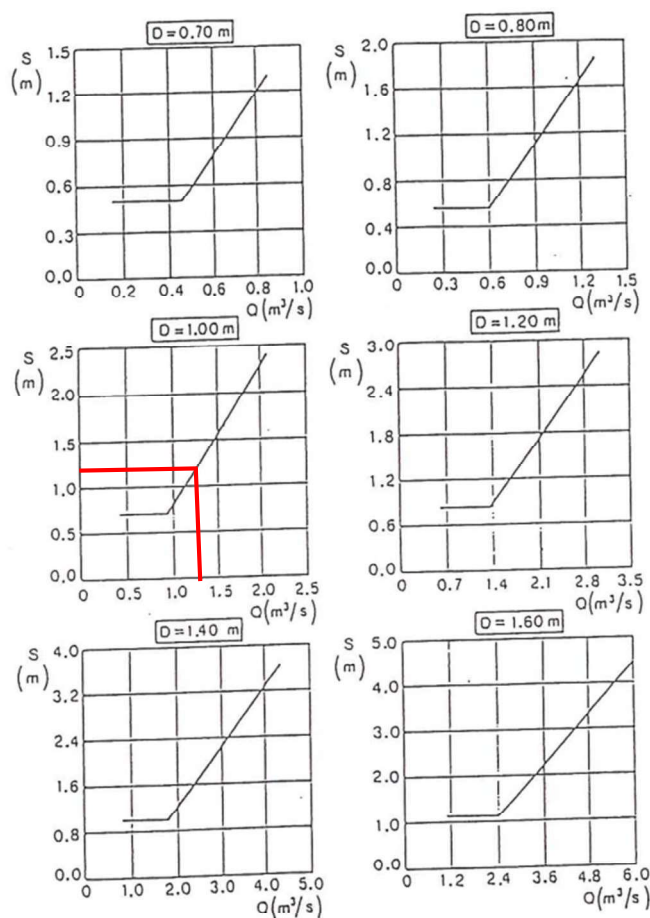 D=0.70 m
S
(m)
1.5
1.2
0.9
0.6
0.3
0.0
0 0.2 0.4 0.6 0.8 1.0
Q(m³/s)
D=0.80m
S
(m)
2.0
1.6
1.2
0.8
0.4
0.0
0 0.3 0.6 0.9 1.2 1.5
Q(m³/s)
D=1.00 m
S
(m)
2.5
2.0
1.5
1.0
0.5
0.0
0 0.5 1.0 1.5 2.0 2.5
Q(m³/s)
D=1.20 m
S
(m)
3.0
2.4
1.8
1.2
0.6
0.0
0 0.7 1.4 2.1 2.8 3.5
Q(m³/s)
D=1.40 m
S
(m)
4.0
3.2
2.4
1.6
0.8
0.0
0 1.0 2.0 3.0 4.0 5.0
Q(m³/s)
D=1.60 m
S
(m)
5.0
4.0
3.0
2.0
1.0
0.0
0 1.2 2.4 3.6 4.8 6.0
Q(m³/s)